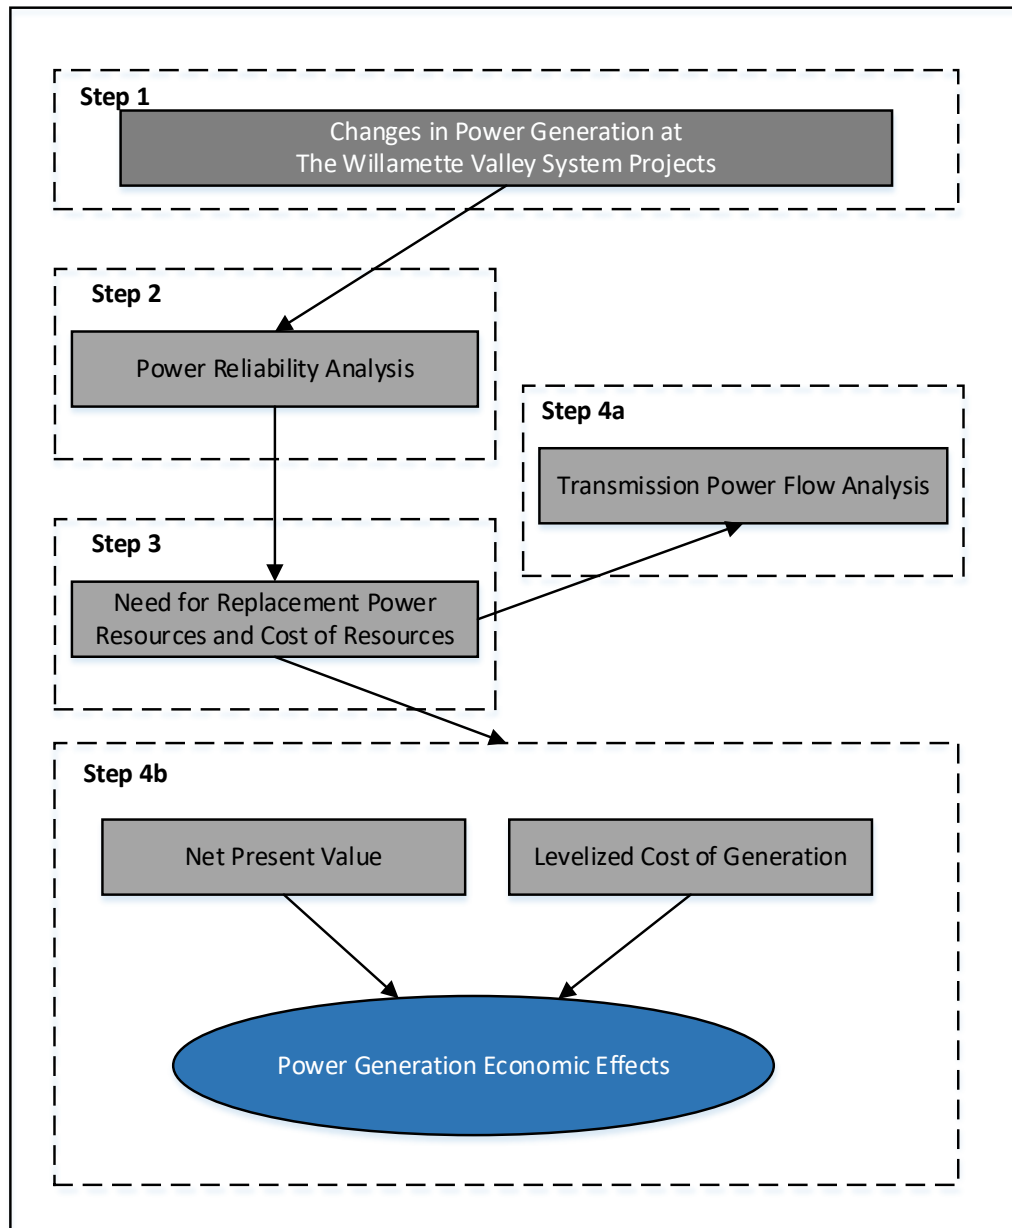 Step 1
Changes in Power Generation at
The Willamette Valley System Projects
Step 2
Power Reliability Analysis
Step 4a
Transmission Power Flow Analysis
Step 3
Need for Replacement Power
Resources and Cost of Resources
Step 4b
Net Present Value
Levelized Cost of Generation
Power Generation Economic Effects